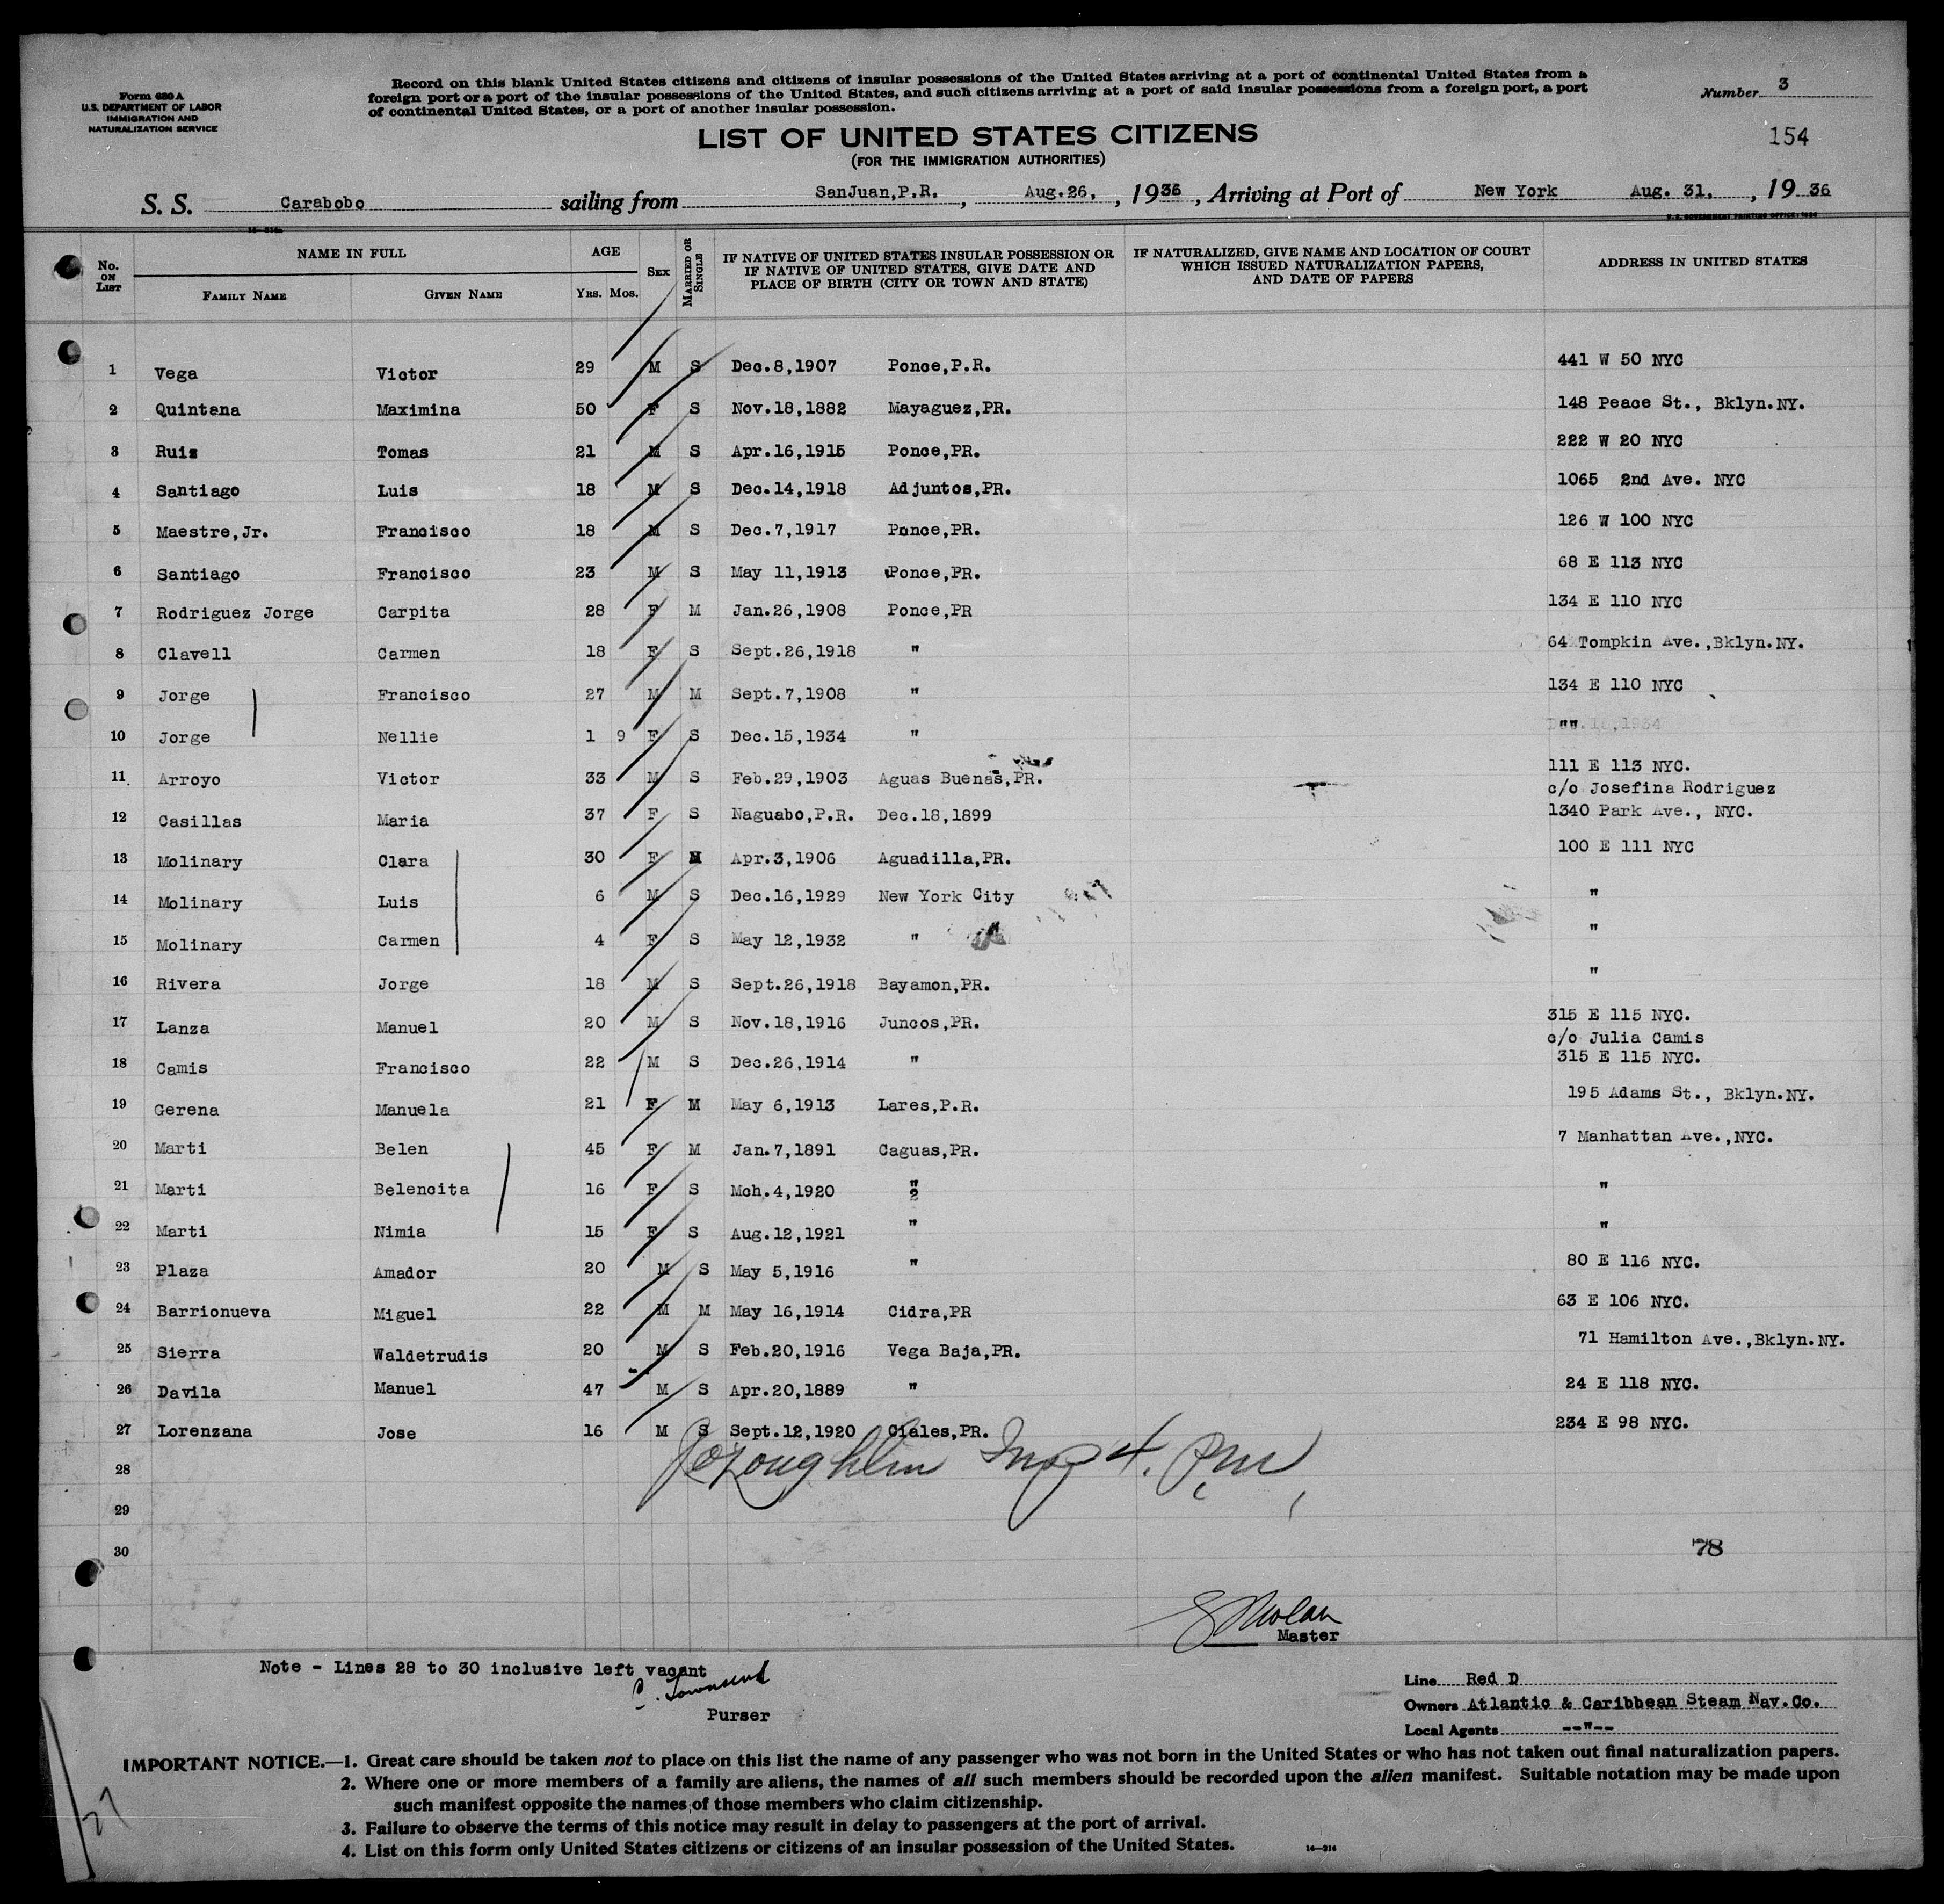 Form 630 A
U.S. DEPARTMENT OF LABOR
IMMIGRATION AND
NATURALIZATION SERVICE
Record on this blank United States citizens and citizens of insular possessions of the United States arriving at a port of continental United States from a
foreign port or a port of the insular possessions of the United States, and such citizens arriving at a port of said insular possessions from a foreign port, a port
of continental United States, or a port of another insular possession.
Number 3
154
LIST OF UNITED STATES CITIZENS
(FOR THE IMMIGRATION AUTHORITIES)
S. S. Carabobo sailing from SanJuan,P.R. , Aug.26, , 1936 , Arriving at Port of New York Aug. 31, , 19 36
No. ON LIST NAME IN FULL FAMILY NAME GIVEN NAME AGE YRS. MOS. SEX MARRIED OR SINGLE IF NATIVE OF UNITED STATES INSULAR POSSESSION OR IF NATIVE OF UNITED STATES, GIVE DATE AND PLACE OF BIRTH (CITY OR TOWN AND STATE) IF NATURALIZED, GIVE NAME AND LOCATION OF COURT WHICH ISSUED NATURALIZATION PAPERS, AND DATE OF PAPERS ADDRESS IN UNITED STATES
1 Vega Victor 29 M S Dec.8,1907 Ponce,P.R. 441 W 50 NYC
2 Quintana Maximina 50 F S Nov.18,1882 Mayaguez,PR. 148 Peace St., Bklyn.NY.
3 Ruiz Tomas 21 M S Apr.16,1915 Ponce,PR. 222 W 20 NYC
4 Santiago Luis 18 M S Dec.14,1918 Adjuntos,PR. 1065 2nd Ave. NYC
5 Maestre,Jr. Francisco 18 M S Dec.7,1917 Ponce,PR. 126 W 100 NYC
6 Santiago Francisco 23 M S May 11,1913 Ponce,PR. 68 E 113 NYC
7 Rodriguez Jorge Carpita 28 F M Jan.26,1908 Ponce,PR 134 E 110 NYC
8 Clavell Carmen 18 F S Sept.26,1918 " 64 Tompkin Ave.,Bklyn.NY.
9 Jorge Francisco 27 M M Sept.7,1908 " 134 E 110 NYC
10 Jorge Nellie 1 9 F S Dec.15,1934 " ""
11 Arroyo Victor 33 M S Feb.29,1903 Aguas Buenas,PR. 111 E 113 NYC.
c/o Josefina Rodriguez
12 Casillas Maria 37 F S Naguabo,P.R. Dec.18,1899 1340 Park Ave., NYC.
13 Molinary Clara 30 F M Apr.3,1906 Aguadilla,PR. 100 E 111 NYC
14 Molinary Luis 6 M S Dec.16,1929 New York City "
15 Molinary Carmen 4 F S May 12,1932 " "
16 Rivera Jorge 18 M S Sept.26,1918 Bayamon,PR. "
17 Lanza Manuel 20 M S Nov.18,1916 Juncos,PR. 315 E 115 NYC.
c/o Julia Camis
18 Camis Francisco 22 M S Dec.26,1914 " 315 E 115 NYC.
19 Gerena Manuela 21 F M May 6,1913 Lares,P.R. 195 Adams St., Bklyn.NY.
20 Marti Belen 45 F M Jan.7,1891 Caguas,PR. 7 Manhattan Ave.,NYC.
21 Marti Belencita 16 F S Mch.4,1920 " "
22 Marti Nimia 15 F S Aug.12,1921 " "
23 Plaza Amador 20 M S May 5,1916 " 80 E 116 NYC.
24 Barrionueva Miguel 22 M M May 16,1914 Cidra,PR 63 E 106 NYC.
25 Sierra Waldetrudis 20 M S Feb.20,1916 Vega Baja,PR. 71 Hamilton Ave.,Bklyn.NY.
26 Davila Manuel 47 M S Apr.20,1889 " 24 E 118 NYC.
27 Lorenzana Jose 16 M S Sept.12,1920 Ciales,PR. 234 E 98 NYC.
28
29
30
78
Master
Note - Lines 28 to 30 inclusive left vacant
C. Townsend
Purser
Line Red D
Owners Atlantic & Caribbean Steam Nav.Co.
Local Agents --"--
IMPORTANT NOTICE.—1. Great care should be taken not to place on this list the name of any passenger who was not born in the United States or who has not taken out final naturalization papers.
2. Where one or more members of a family are aliens, the names of all such members should be recorded upon the alien manifest. Suitable notation may be made upon
such manifest opposite the names of those members who claim citizenship.
3. Failure to observe the terms of this notice may result in delay to passengers at the port of arrival.
4. List on this form only United States citizens or citizens of an insular possession of the United States.
27